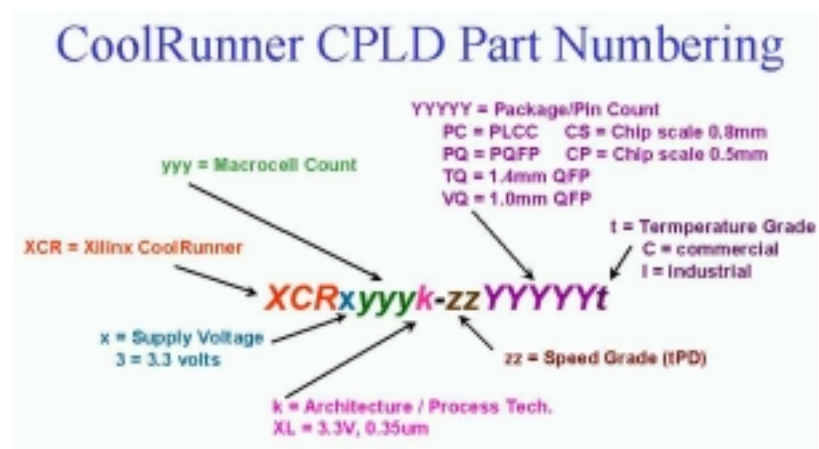 CoolRunner CPLD Part Numbering
YYYYY = Package/Pin Count
PC = PLCC CS = Chip scale 0.8mm
PQ = PQFP CP = Chip scale 0.5mm
TQ = 1.4mm QFP
VQ = 1.0mm QFP
yyy = Macrocell Count
t = Termperature Grade
C = commercial
I = industrial
XCR = Xilinx CoolRunner
XCRxyyyk-zzYYYYYt
x = Supply Voltage
3 = 3.3 volts
zz = Speed Grade (tPD)
k = Architecture / Process Tech.
XL = 3.3V, 0.35um